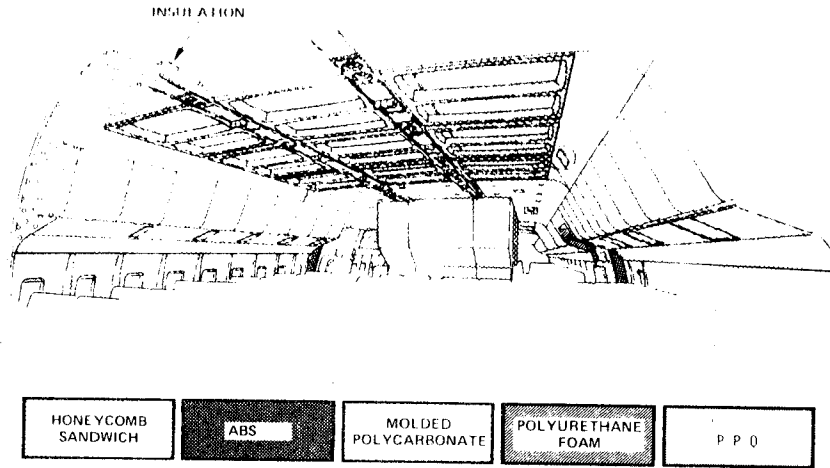 INSULATION
HONEYCOMB
SANDWICH
ABS
MOLDED
POLYCARBONATE
POLYURETHANE
FOAM
P P O